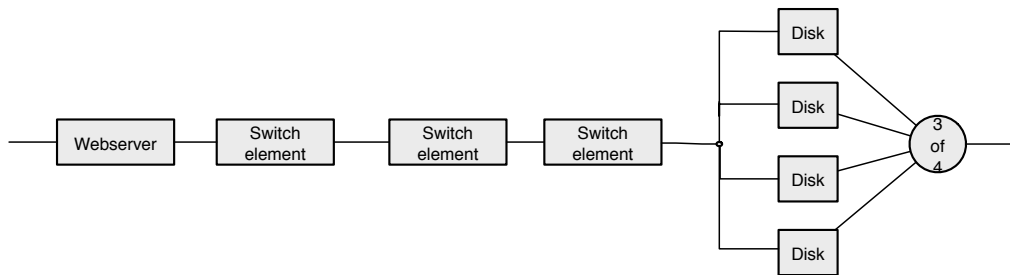 Webserver
Switch
element
Switch
element
Switch
element
Disk
Disk
Disk
Disk
3
of
4